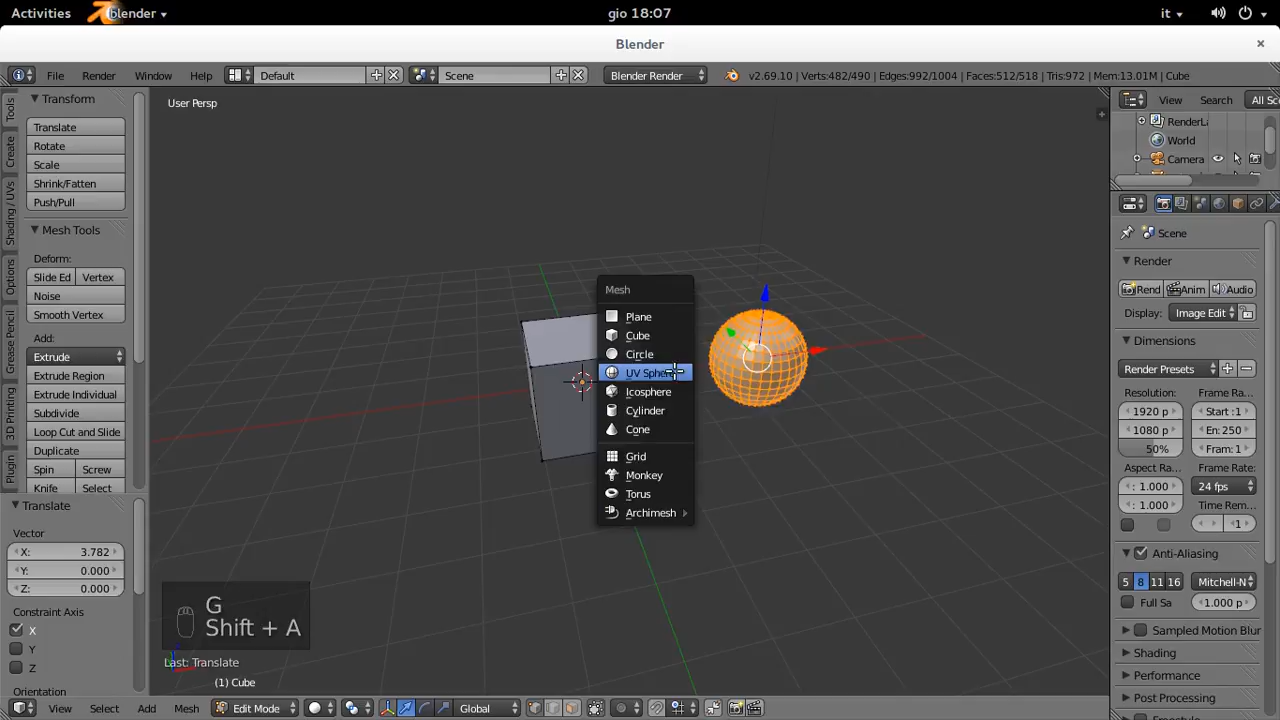 Activities blender gio 18:07 it
Blender
File Render Window Help Default Scene Blender Render v2.69.10 | Verts:482/490 | Edges:992/1004 | Faces:512/518 | Tris:972 | Mem:13.01M | Cube
Tools
Create
Shading / UVs
Options
Grease Pencil
3D Printing
Plugin
Transform
Translate
Rotate
Scale
Shrink/Fatten
Push/Pull
Mesh Tools
Deform:
Slide Ed Vertex
Noise
Smooth Vertex
Add:
Extrude
Extrude Region
Extrude Individual
Subdivide
Loop Cut and Slide
Duplicate
Spin Screw
Knife Select
Translate
Vector
X: 3.782
Y: 0.000
Z: 0.000
Constraint Axis
X
Y
Z
Orientation
User Persp
Mesh
Plane
Cube
Circle
UV Sphere
Icosphere
Cylinder
Cone
Grid
Monkey
Torus
Archimesh
G
Shift + A
Last: Translate
(1) Cube
View Select Add Mesh Edit Mode Global
View Search All Sc
RenderLa
World
Camera
Scene
Render
Rend Anim Audio
Display: Image Edit
Dimensions
Render Presets
Resolution: Frame Range:
1920 p Start :1
1080 p En: 250
50% Fram: 1
Aspect Ra... Frame Rate:
: 1.000 24 fps
: 1.000 Time Rem...
:1
Anti-Aliasing
5 8 11 16 Mitchell-N
Full Sa 1.000 p
Sampled Motion Blur
Shading
Performance
Post Processing